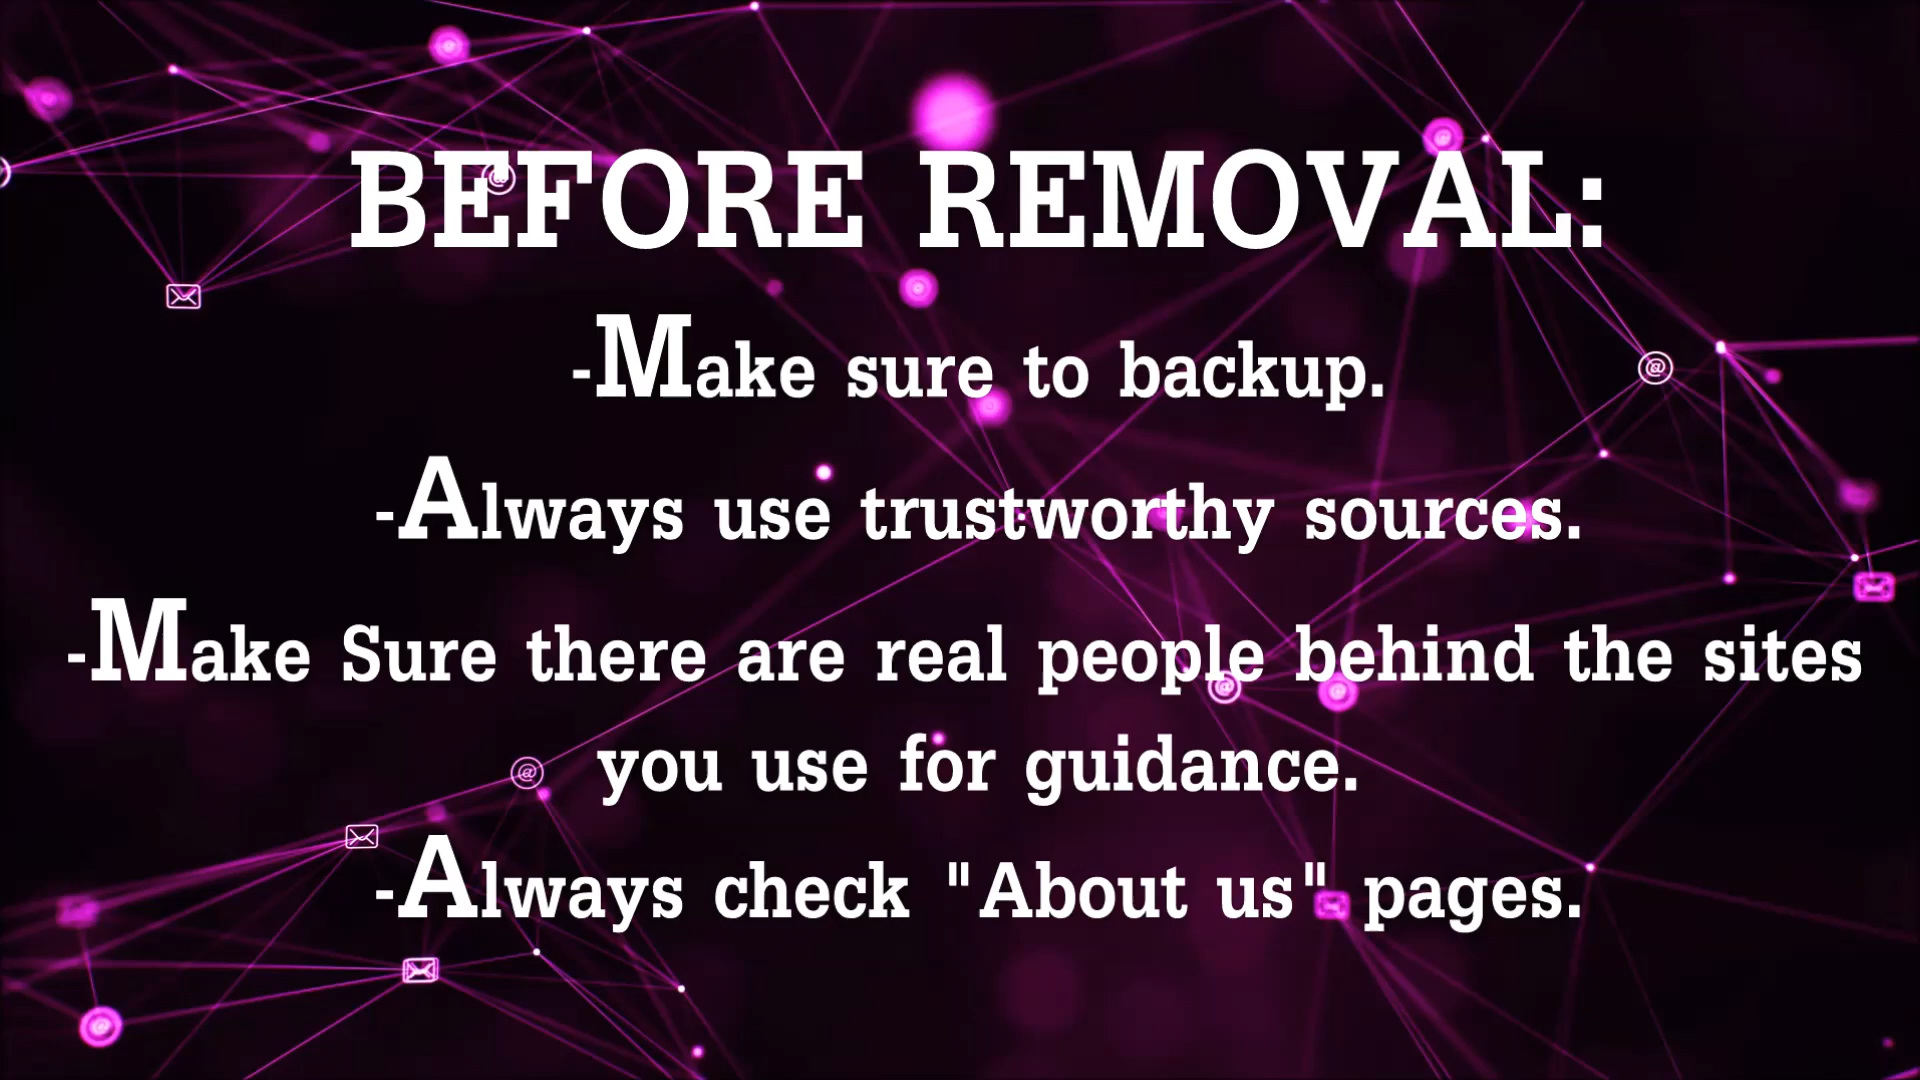 BEFORE REMOVAL:
-Make sure to backup.
-Always use trustworthy sources.
-Make Sure there are real people behind the sites
you use for guidance.
-Always check "About us" pages.